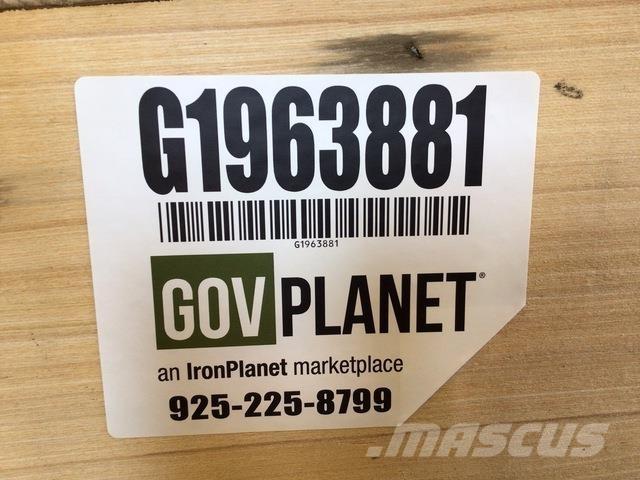 G1963881
G1963881
GOV PLANET®
an IronPlanet marketplace
925-225-8799
MASCUS